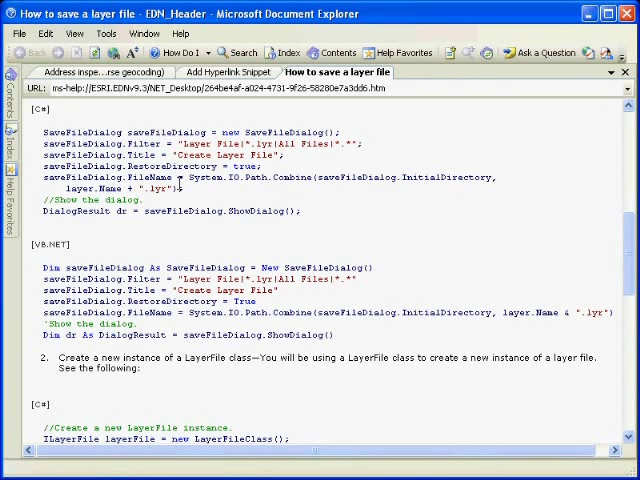 How to save a layer file - EDN_Header - Microsoft Document Explorer
File Edit View Tools Window Help
Back How Do I Search Index Contents Help Favorites Ask a Question
Address inspe...rse geocoding) Add Hyperlink Snippet How to save a layer file
URL: ms-help://ESRI.EDNv9.3/NET_Desktop/264be4af-a024-4731-9f26-58280e7a3dd6.htm
Contents
Index
Help Favorites
[C#]
SaveFileDialog saveFileDialog = new SaveFileDialog();
saveFileDialog.Filter = "Layer File|*.lyr|All Files|*.*";
saveFileDialog.Title = "Create Layer File";
saveFileDialog.RestoreDirectory = true;
saveFileDialog.FileName = System.IO.Path.Combine(saveFileDialog.InitialDirectory,
layer.Name + ".lyr");
//Show the dialog.
DialogResult dr = saveFileDialog.ShowDialog();
[VB.NET]
Dim saveFileDialog As SaveFileDialog = New SaveFileDialog()
saveFileDialog.Filter = "Layer File|*.lyr|All Files|*.*"
saveFileDialog.Title = "Create Layer File"
saveFileDialog.RestoreDirectory = True
saveFileDialog.FileName = System.IO.Path.Combine(saveFileDialog.InitialDirectory, layer.Name & ".lyr")
'Show the dialog.
Dim dr As DialogResult = saveFileDialog.ShowDialog()
2. Create a new instance of a LayerFile class—You will be using a LayerFile class to create a new instance of a layer file.
See the following:
[C#]
//Create a new LayerFile instance.
ILayerFile layerFile = new LayerFileClass();